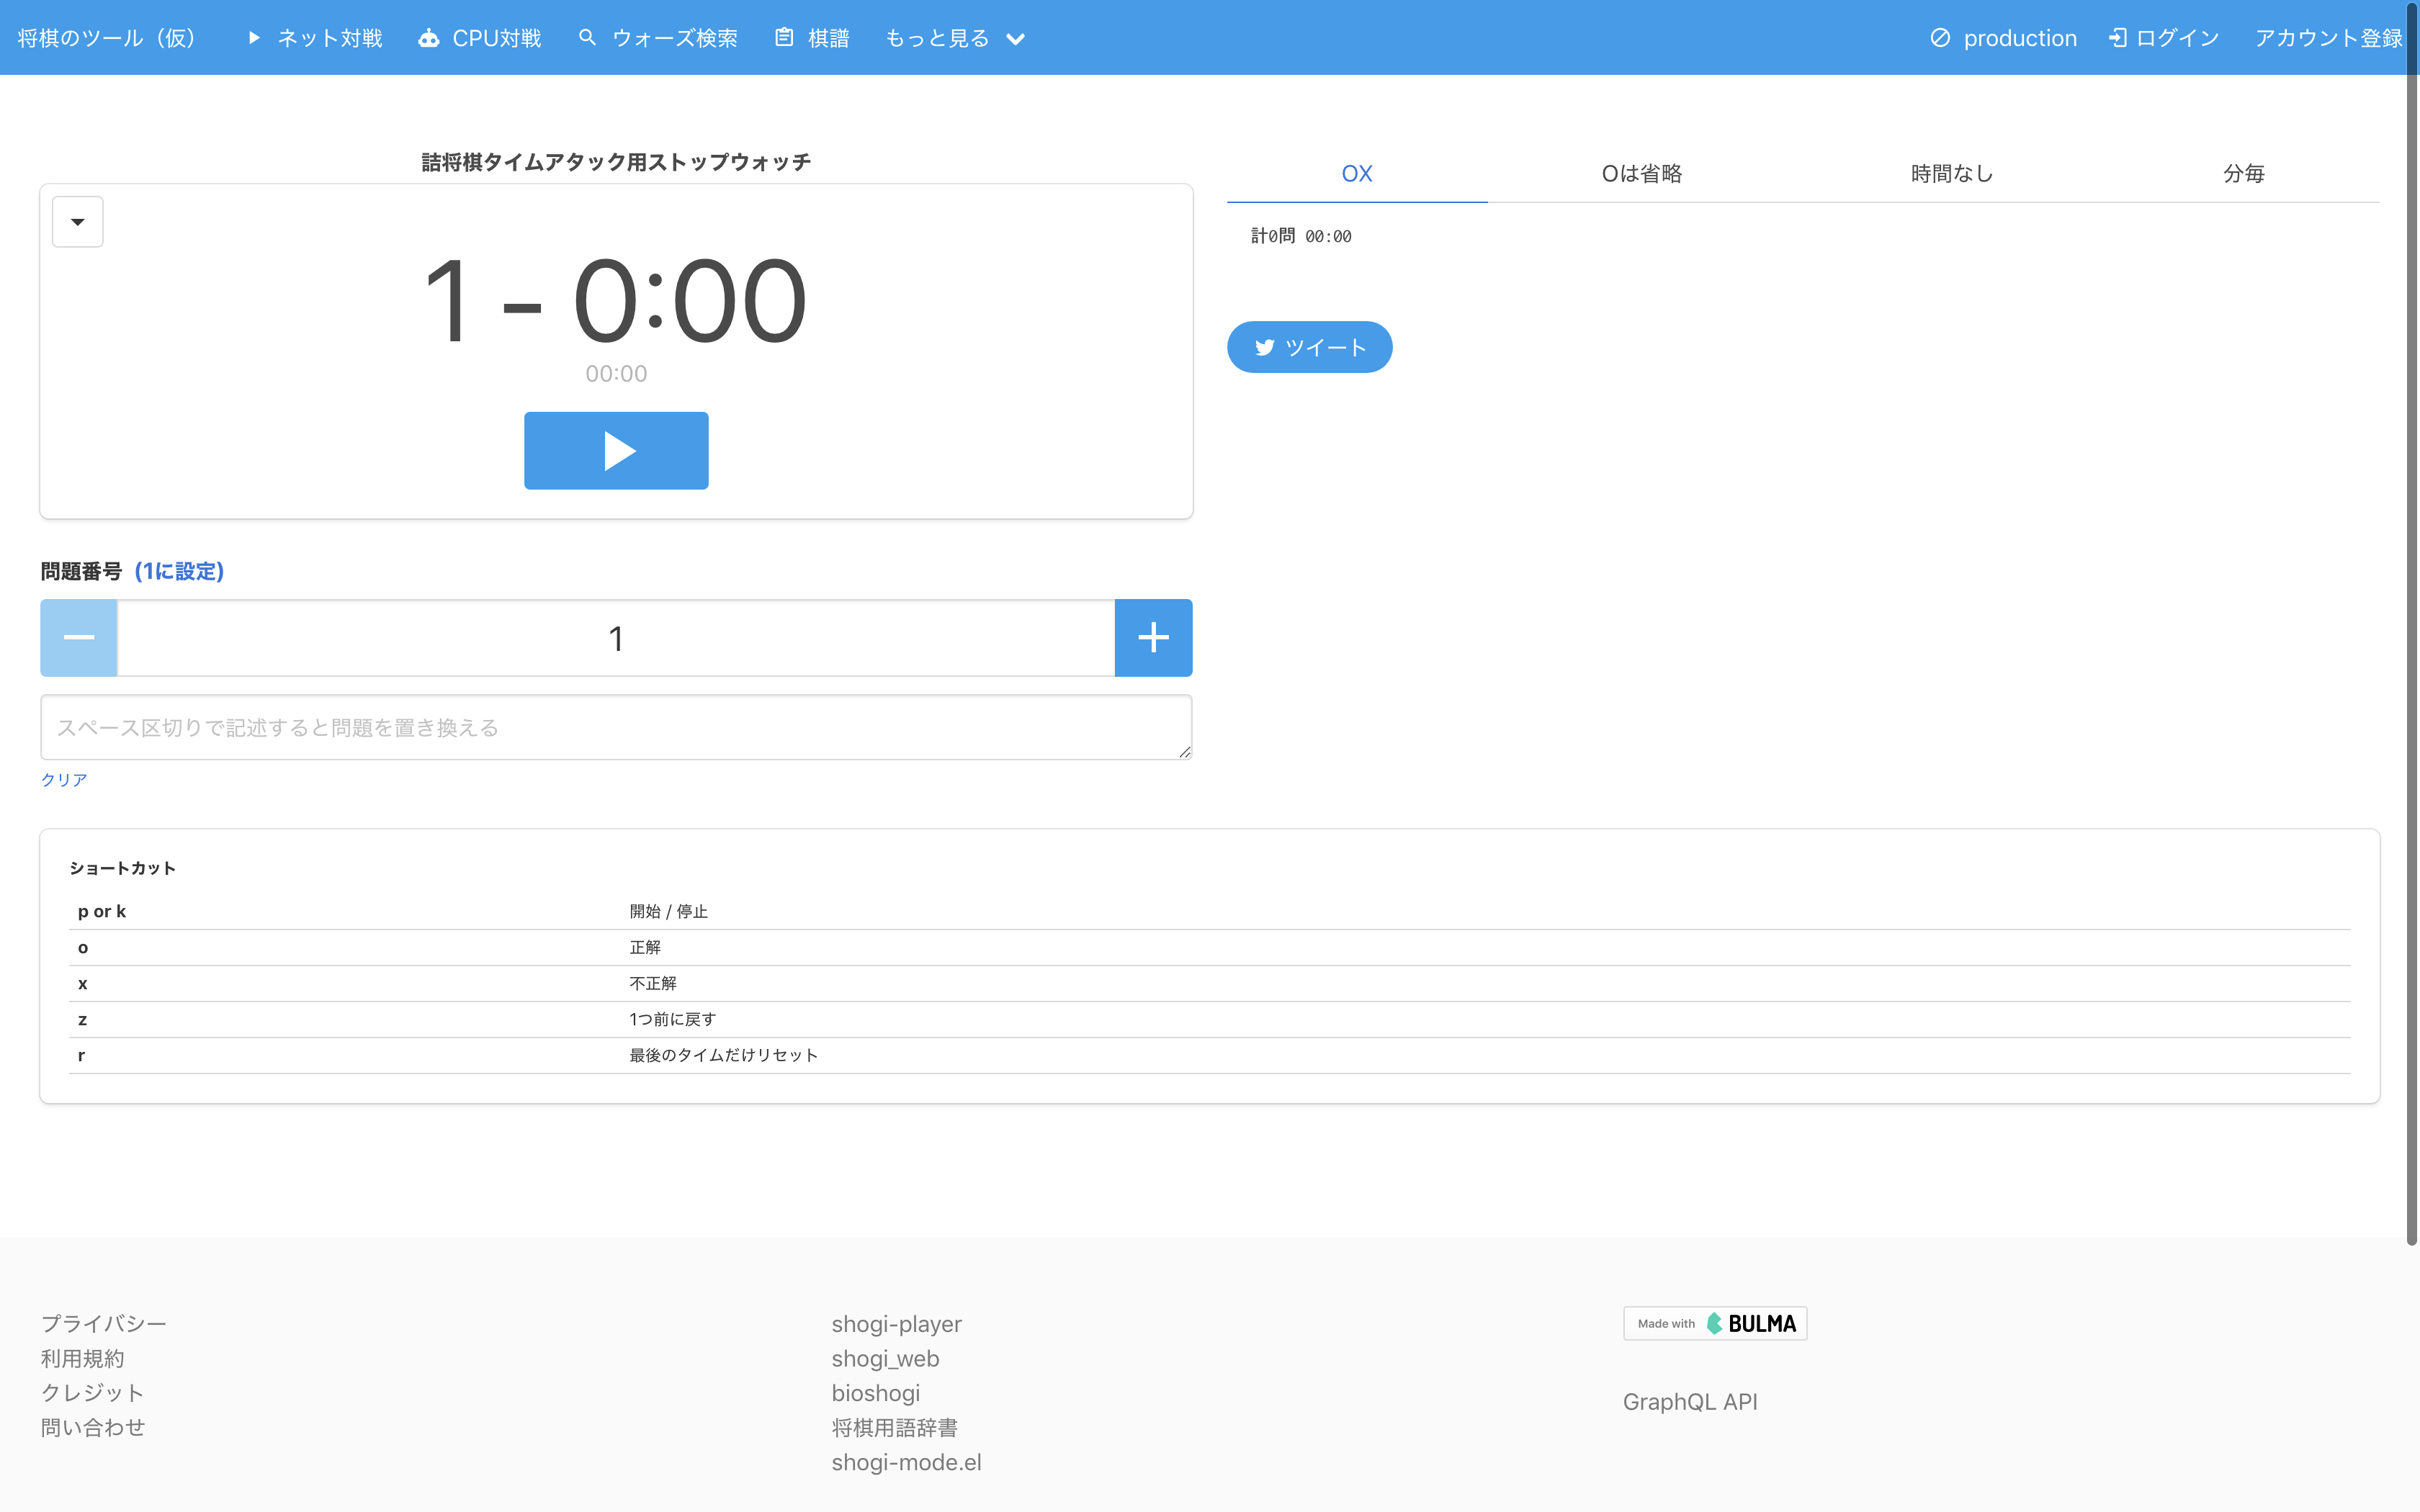 将棋のツール（仮） ネット対戦 CPU対戦 ウォーズ検索 棋譜 もっと見る production ログイン アカウント登録
詰将棋タイムアタック用ストップウォッチ
1 - 0:00
00:00
OX Oは省略 時間なし 分毎
計0問 00:00
ツイート
問題番号 (1に設定)
1
スペース区切りで記述すると問題を置き換える
クリア
ショートカット
p or k 開始 / 停止
o 正解
x 不正解
z 1つ前に戻す
r 最後のタイムだけリセット
プライバシー
利用規約
クレジット
問い合わせ
shogi-player
shogi_web
bioshogi
将棋用語辞書
shogi-mode.el
Made with BULMA
GraphQL API